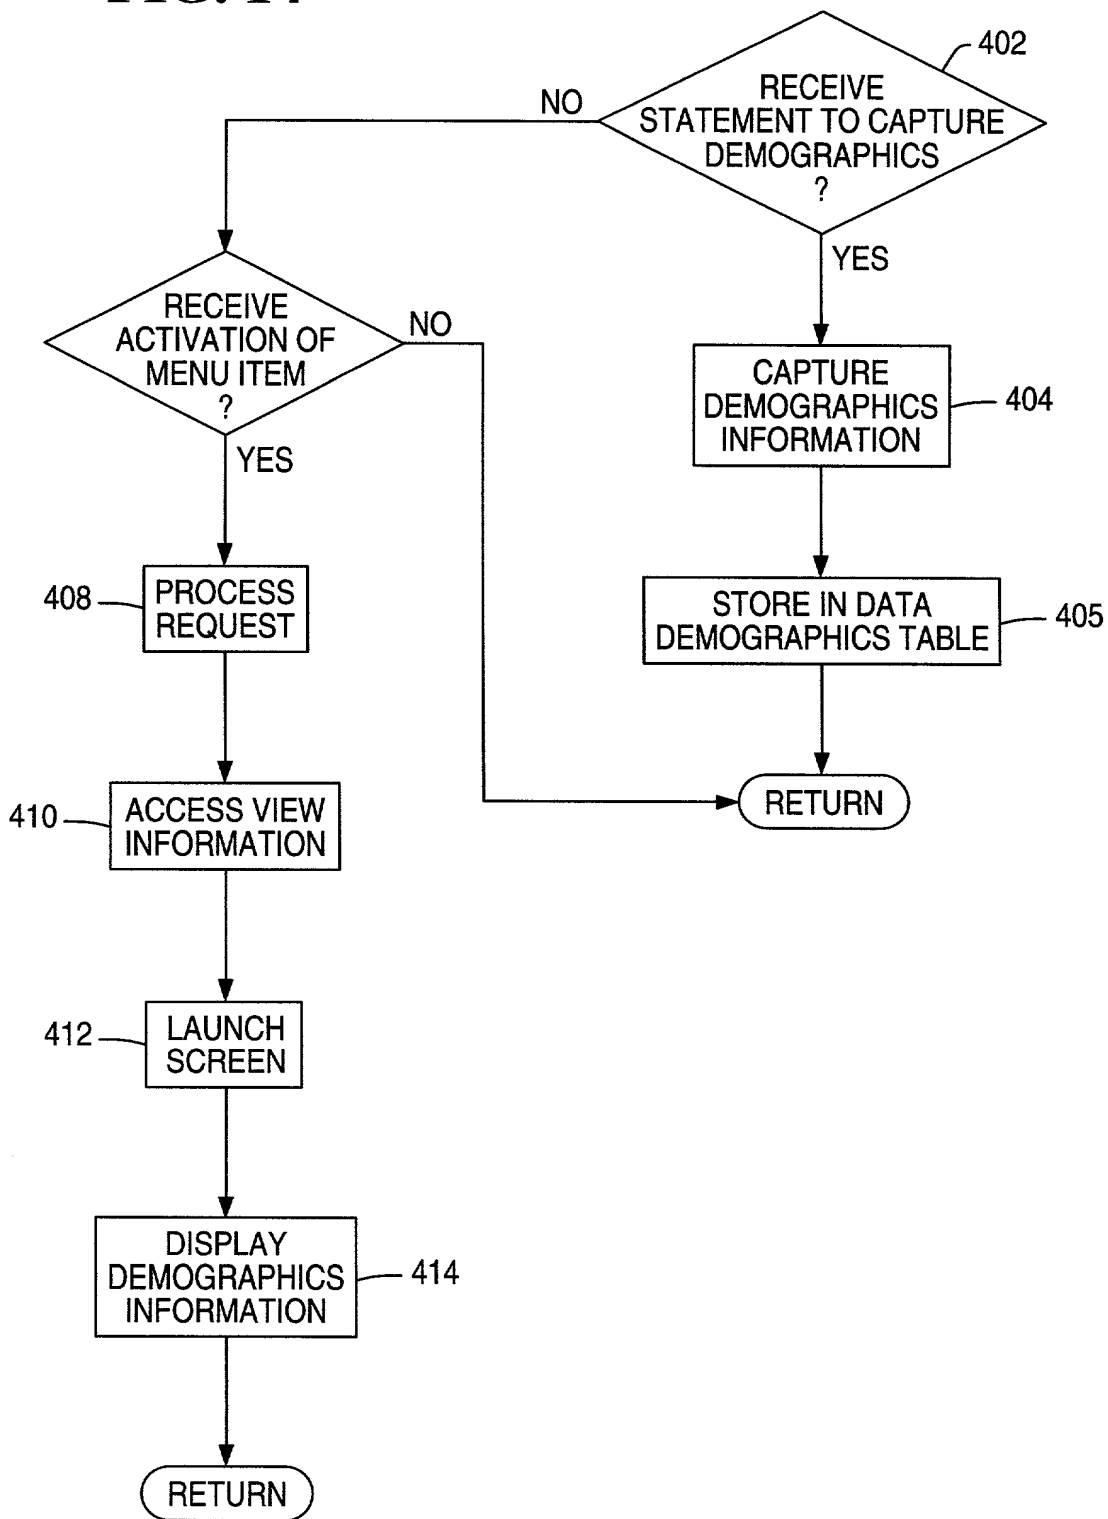 402
RECEIVE
STATEMENT TO CAPTURE
DEMOGRAPHICS
?
NO
YES
RECEIVE
ACTIVATION OF
MENU ITEM
?
NO
YES
CAPTURE
DEMOGRAPHICS
INFORMATION
404
408
PROCESS
REQUEST
STORE IN DATA
DEMOGRAPHICS TABLE
405
410
ACCESS VIEW
INFORMATION
RETURN
412
LAUNCH
SCREEN
DISPLAY
DEMOGRAPHICS
INFORMATION
414
RETURN